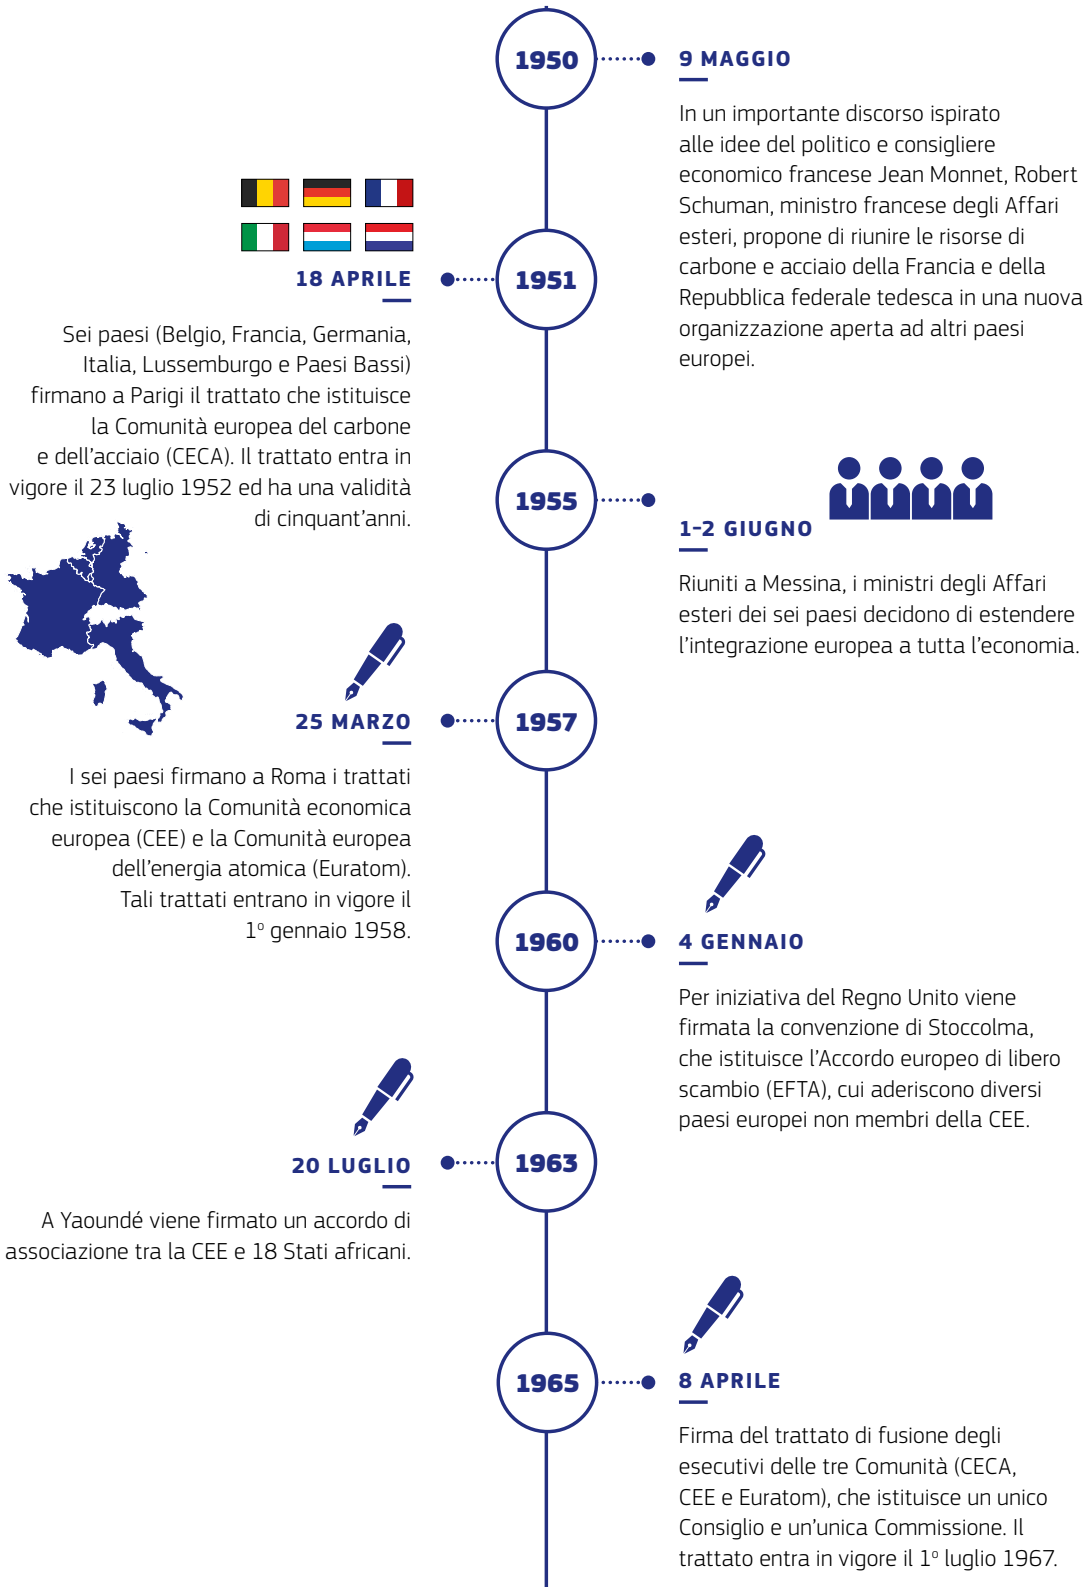 1950
9 MAGGIO
In un importante discorso ispirato
alle idee del politico e consigliere
economico francese Jean Monnet, Robert
Schuman, ministro francese degli Affari
esteri, propone di riunire le risorse di
carbone e acciaio della Francia e della
Repubblica federale tedesca in una nuova
organizzazione aperta ad altri paesi
europei.
1951
18 APRILE
Sei paesi (Belgio, Francia, Germania,
Italia, Lussemburgo e Paesi Bassi)
firmano a Parigi il trattato che istituisce
la Comunità europea del carbone
e dell’acciaio (CECA). Il trattato entra in
vigore il 23 luglio 1952 ed ha una validità
di cinquant’anni.
1955
1-2 GIUGNO
Riuniti a Messina, i ministri degli Affari
esteri dei sei paesi decidono di estendere
l’integrazione europea a tutta l’economia.
1957
25 MARZO
I sei paesi firmano a Roma i trattati
che istituiscono la Comunità economica
europea (CEE) e la Comunità europea
dell’energia atomica (Euratom).
Tali trattati entrano in vigore il
1º gennaio 1958.
1960
4 GENNAIO
Per iniziativa del Regno Unito viene
firmata la convenzione di Stoccolma,
che istituisce l’Accordo europeo di libero
scambio (EFTA), cui aderiscono diversi
paesi europei non membri della CEE.
1963
20 LUGLIO
A Yaoundé viene firmato un accordo di
associazione tra la CEE e 18 Stati africani.
1965
8 APRILE
Firma del trattato di fusione degli
esecutivi delle tre Comunità (CECA,
CEE e Euratom), che istituisce un unico
Consiglio e un’unica Commissione. Il
trattato entra in vigore il 1º luglio 1967.